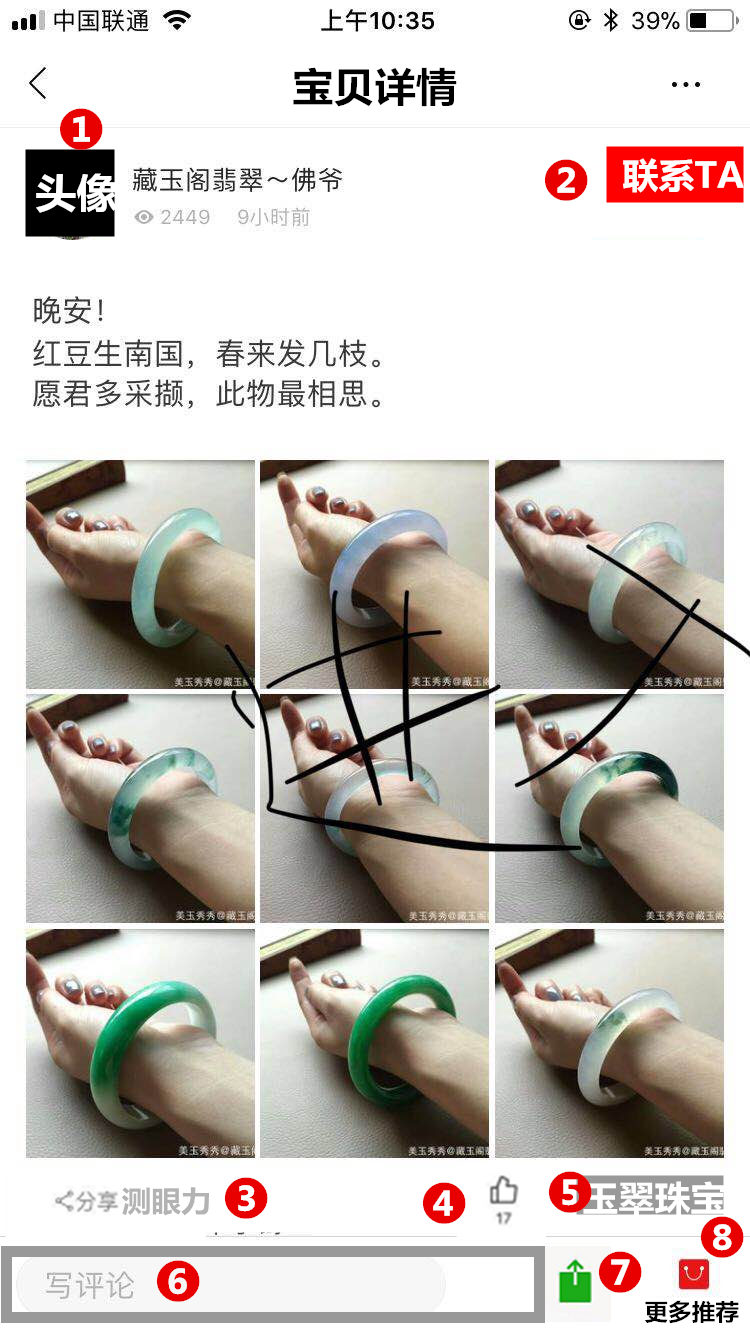 中国联通 上午10:35 39%
宝贝详情
1
头像 藏玉阁翡翠～佛爷
2 联系TA
2449 9小时前
晚安！
红豆生南国，春来发几枝。
愿君多采撷，此物最相思。
美玉秀秀@藏玉阁 美玉秀秀@藏玉阁 美玉秀秀@藏玉阁
美玉秀秀@藏玉阁 美玉秀秀@藏玉阁 美玉秀秀@藏玉阁
美玉秀秀@藏玉阁 美玉秀秀@藏玉阁 美玉秀秀@藏玉阁
分享 测眼力 3 4 17 5 玉翠珠宝
写评论 6 7 8
更多推荐